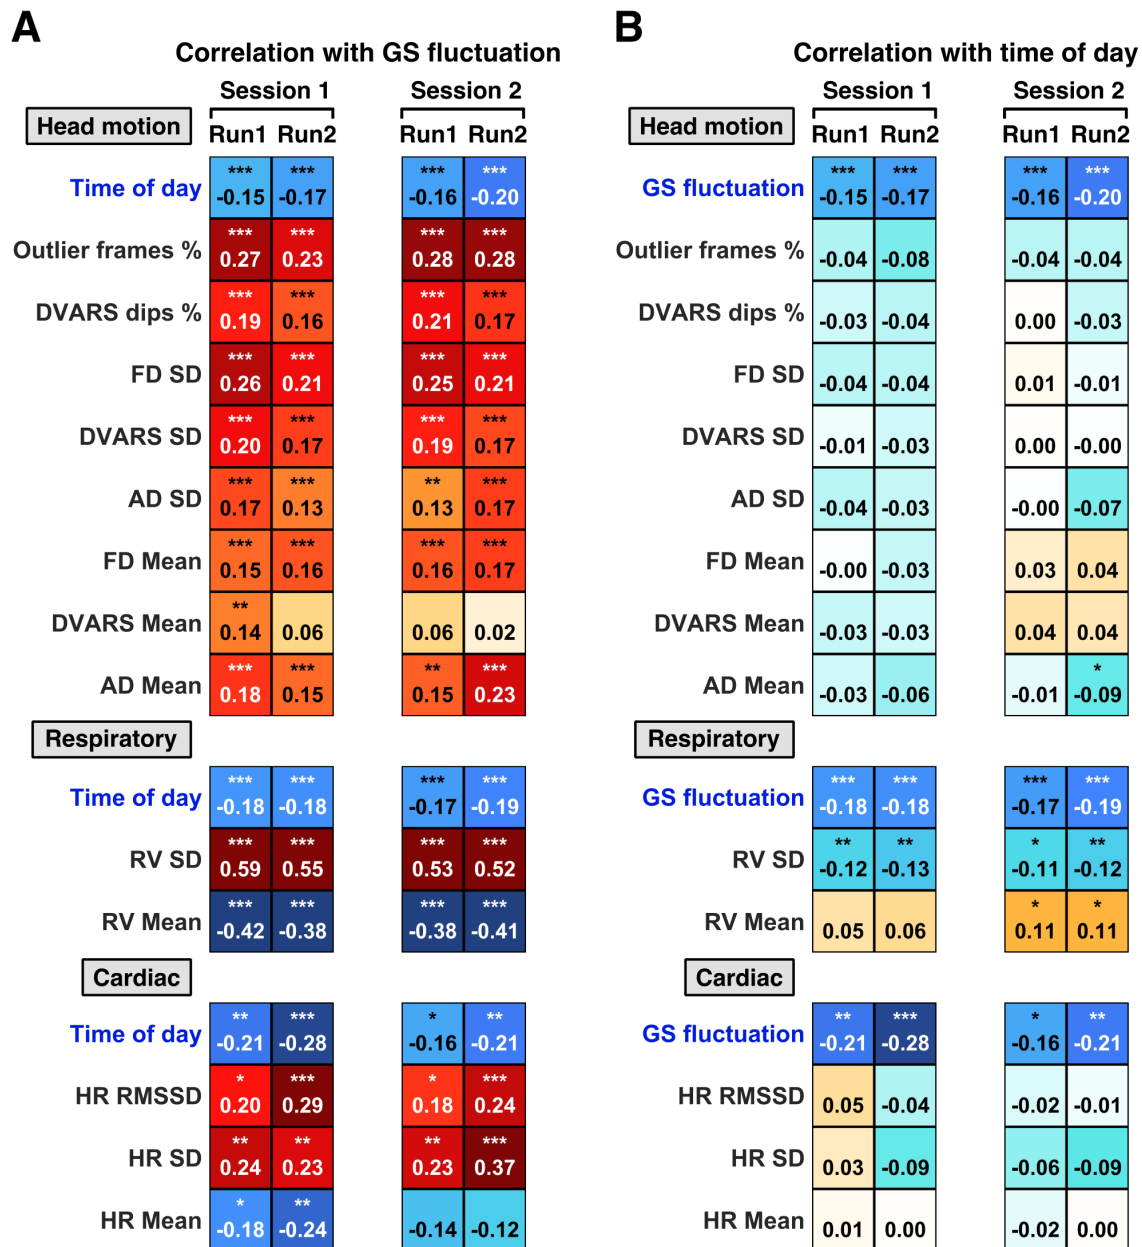 A B
Correlation with GS fluctuation Correlation with time of day
Session 1 Session 2 Session 1 Session 2
Head motion Run1 Run2 Run1 Run2 Head motion Run1 Run2 Run1 Run2
*** *** *** *** *** *** *** ***
Time of day -0.15 -0.17 -0.16 -0.20 GS fluctuation -0.15 -0.17 -0.16 -0.20
*** *** *** ***
Outlier frames % 0.27 0.23 0.28 0.28 Outlier frames % -0.04 -0.08 -0.04 -0.04
*** *** *** ***
DVARS dips % 0.19 0.16 0.21 0.17 DVARS dips % -0.03 -0.04 0.00 -0.03
*** *** *** ***
FD SD 0.26 0.21 0.25 0.21 FD SD -0.04 -0.04 0.01 -0.01
*** *** *** ***
DVARS SD 0.20 0.17 0.19 0.17 DVARS SD -0.01 -0.03 0.00 -0.00
*** *** ** ***
AD SD 0.17 0.13 0.13 0.17 AD SD -0.04 -0.03 -0.00 -0.07
*** *** *** ***
FD Mean 0.15 0.16 0.16 0.17 FD Mean -0.00 -0.03 0.03 0.04
**
DVARS Mean 0.14 0.06 0.06 0.02 DVARS Mean -0.03 -0.03 0.04 0.04
*** *** ** *** *
AD Mean 0.18 0.15 0.15 0.23 AD Mean -0.03 -0.06 -0.01 -0.09
Respiratory Respiratory
*** *** *** *** *** *** *** ***
Time of day -0.18 -0.18 -0.17 -0.19 GS fluctuation -0.18 -0.18 -0.17 -0.19
*** *** *** *** ** ** * **
RV SD 0.59 0.55 0.53 0.52 RV SD -0.12 -0.13 -0.11 -0.12
*** *** *** *** * *
RV Mean -0.42 -0.38 -0.38 -0.41 RV Mean 0.05 0.06 0.11 0.11
Cardiac Cardiac
** *** * ** ** *** * **
Time of day -0.21 -0.28 -0.16 -0.21 GS fluctuation -0.21 -0.28 -0.16 -0.21
* *** * ***
HR RMSSD 0.20 0.29 0.18 0.24 HR RMSSD 0.05 -0.04 -0.02 -0.01
** ** ** ***
HR SD 0.24 0.23 0.23 0.37 HR SD 0.03 -0.09 -0.06 -0.09
* **
HR Mean -0.18 -0.24 -0.14 -0.12 HR Mean 0.01 0.00 -0.02 0.00